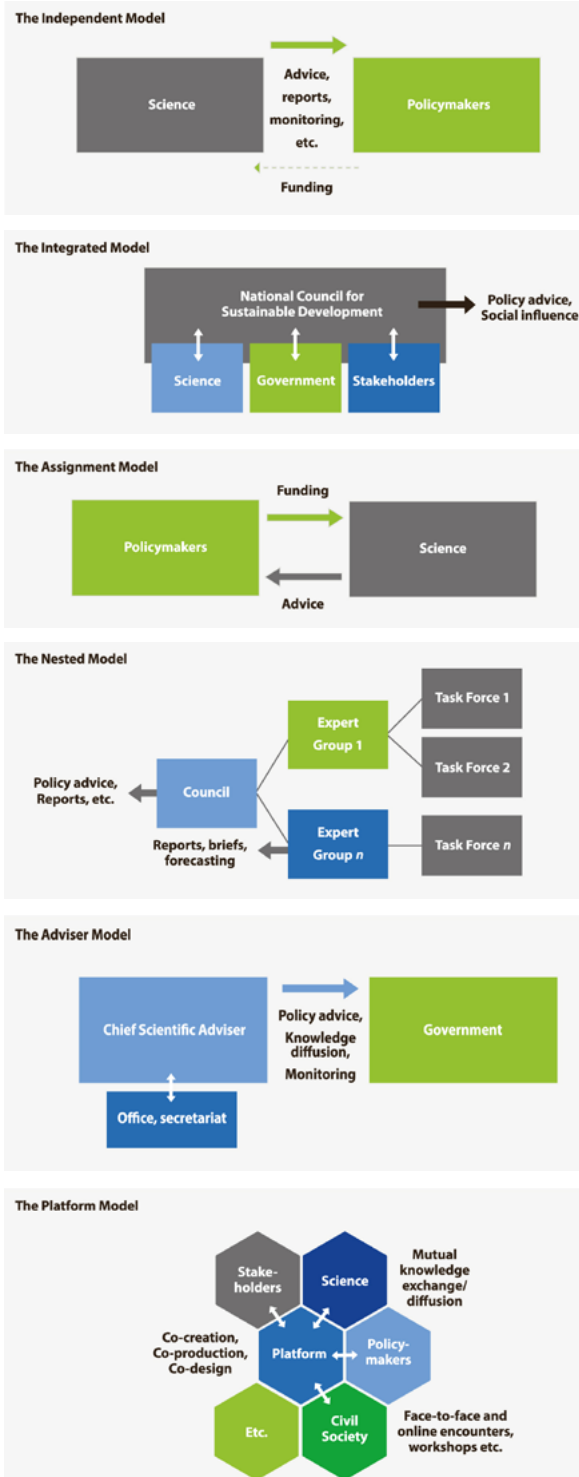 The Independent Model
Science
Advice,
reports,
monitoring,
etc.
Policymakers
Funding
The Integrated Model
National Council for
Sustainable Development
Policy advice,
Social influence
Science
Government
Stakeholders
The Assignment Model
Funding
Policymakers
Science
Advice
The Nested Model
Task Force 1
Expert
Group 1
Task Force 2
Policy advice,
Reports, etc.
Council
Reports, briefs,
forecasting
Expert
Group n
Task Force n
The Adviser Model
Chief Scientific Adviser
Policy advice,
Knowledge
diffusion,
Monitoring
Government
Office, secretariat
The Platform Model
Stake-
holders
Science
Mutual
knowledge
exchange/
diffusion
Co-creation,
Co-production,
Co-design
Platform
Policy-
makers
Etc.
Civil
Society
Face-to-face and
online encounters,
workshops etc.